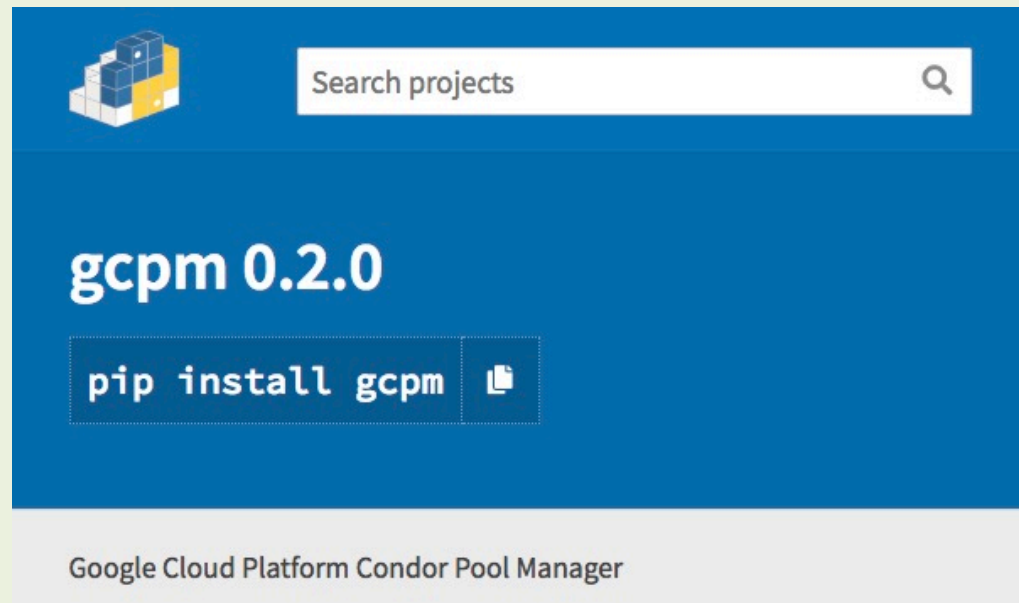 Search projects
gcpm 0.2.0
pip install gcpm
Google Cloud Platform Condor Pool Manager